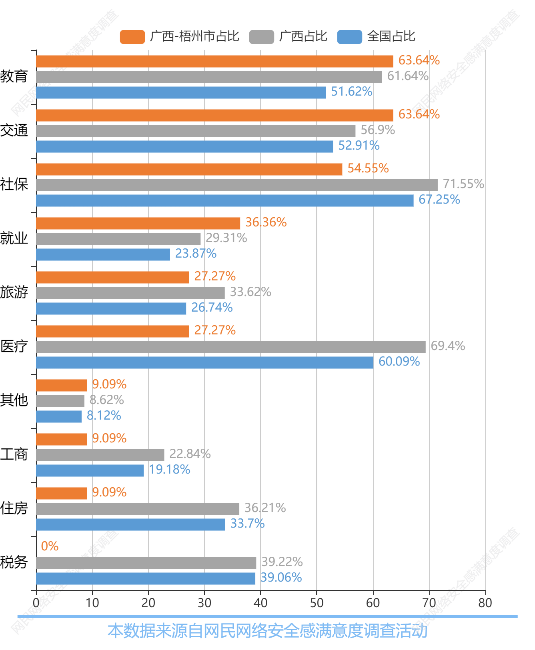 广西-梧州市占比 广西占比 全国占比
教育 63.64% 61.64% 51.62%
交通 63.64% 56.9% 52.91%
社保 54.55% 71.55% 67.25%
就业 36.36% 29.31% 23.87%
旅游 27.27% 33.62% 26.74%
医疗 27.27% 69.4% 60.09%
其他 9.09% 8.62% 8.12%
工商 9.09% 22.84% 19.18%
住房 9.09% 36.21% 33.7%
税务 0% 39.22% 39.06%
0 10 20 30 40 50 60 70 80
本数据来源自网民网络安全感满意度调查活动